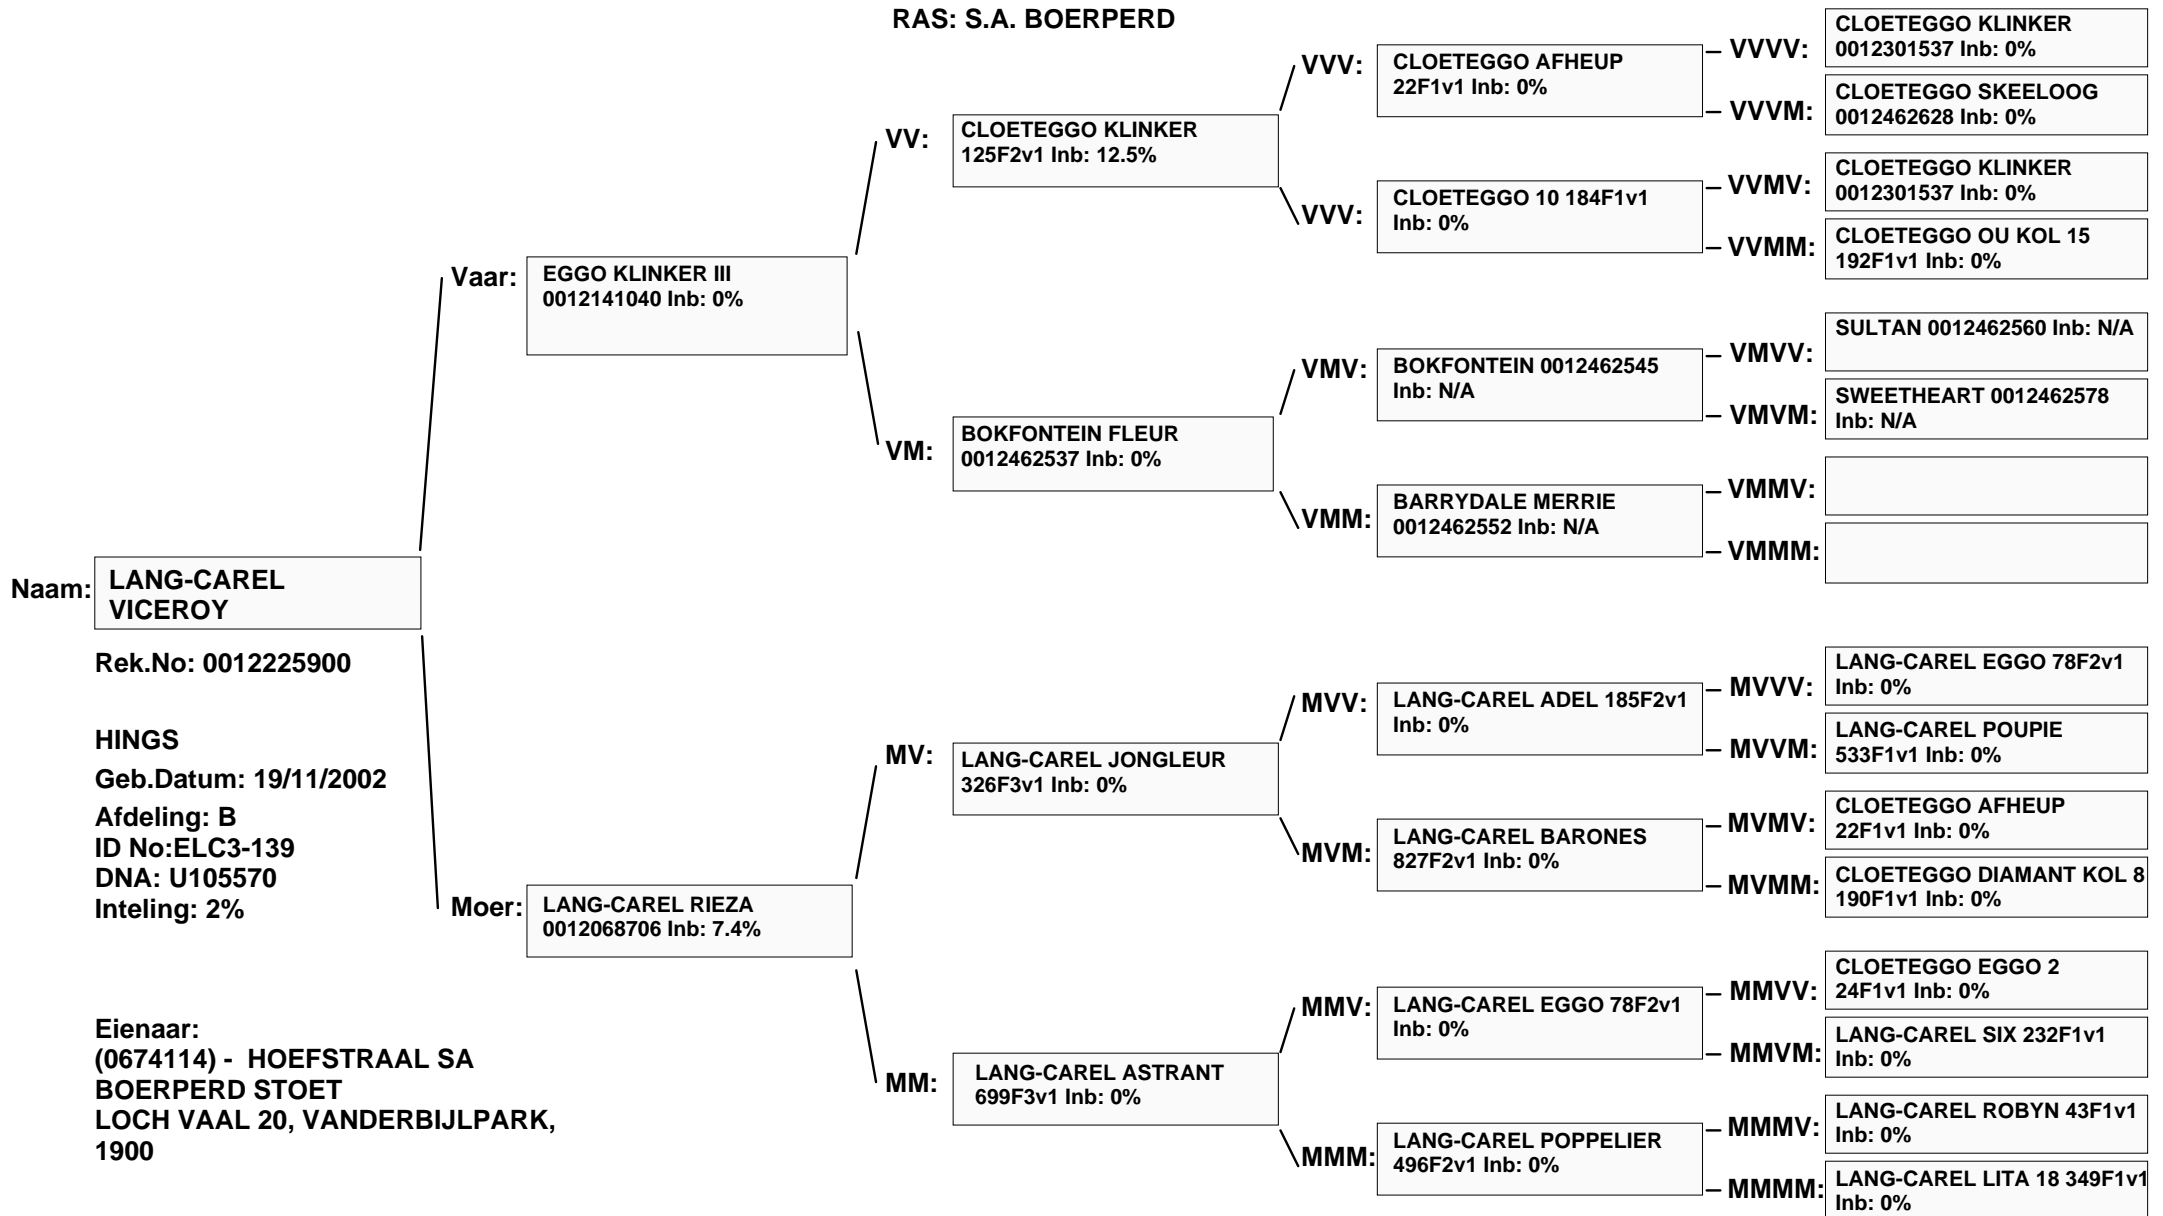 RAS: S.A. BOERPERD
Naam:
LANG-CAREL
VICEROY
Rek.No: 0012225900
HINGS
Geb.Datum: 19/11/2002
Afdeling: B
ID No:ELC3-139
DNA: U105570
Inteling: 2%
Eienaar:
(0674114) - HOEFSTRAAL SA
BOERPERD STOET
LOCH VAAL 20, VANDERBIJLPARK,
1900
Vaar:
EGGO KLINKER III
0012141040 Inb: 0%
Moer:
LANG-CAREL RIEZA
0012068706 Inb: 7.4%
VV:
CLOETEGGO KLINKER
125F2v1 Inb: 12.5%
VM:
BOKFONTEIN FLEUR
0012462537 Inb: 0%
MV:
LANG-CAREL JONGLEUR
326F3v1 Inb: 0%
MM:
LANG-CAREL ASTRANT
699F3v1 Inb: 0%
VVV:
CLOETEGGO AFHEUP
22F1v1 Inb: 0%
VVV:
CLOETEGGO 10 184F1v1
Inb: 0%
VMV:
BOKFONTEIN 0012462545
Inb: N/A
VMM:
BARRYDALE MERRIE
0012462552 Inb: N/A
MVV:
LANG-CAREL ADEL 185F2v1
Inb: 0%
MVM:
LANG-CAREL BARONES
827F2v1 Inb: 0%
MMV:
LANG-CAREL EGGO 78F2v1
Inb: 0%
MMM:
LANG-CAREL POPPELIER
496F2v1 Inb: 0%
VVVV:
CLOETEGGO KLINKER
0012301537 Inb: 0%
VVVM:
CLOETEGGO SKEELOOG
0012462628 Inb: 0%
VVMV:
CLOETEGGO KLINKER
0012301537 Inb: 0%
VVMM:
CLOETEGGO OU KOL 15
192F1v1 Inb: 0%
VMVV:
SULTAN 0012462560 Inb: N/A
VMVM:
SWEETHEART 0012462578
Inb: N/A
VMMV:
VMMM:
MVVV:
LANG-CAREL EGGO 78F2v1
Inb: 0%
MVVM:
LANG-CAREL POUPIE
533F1v1 Inb: 0%
MVMV:
CLOETEGGO AFHEUP
22F1v1 Inb: 0%
MVMM:
CLOETEGGO DIAMANT KOL 8
190F1v1 Inb: 0%
MMVV:
CLOETEGGO EGGO 2
24F1v1 Inb: 0%
MMVM:
LANG-CAREL SIX 232F1v1
Inb: 0%
MMMV:
LANG-CAREL ROBYN 43F1v1
Inb: 0%
MMMM:
LANG-CAREL LITA 18 349F1v1
Inb: 0%